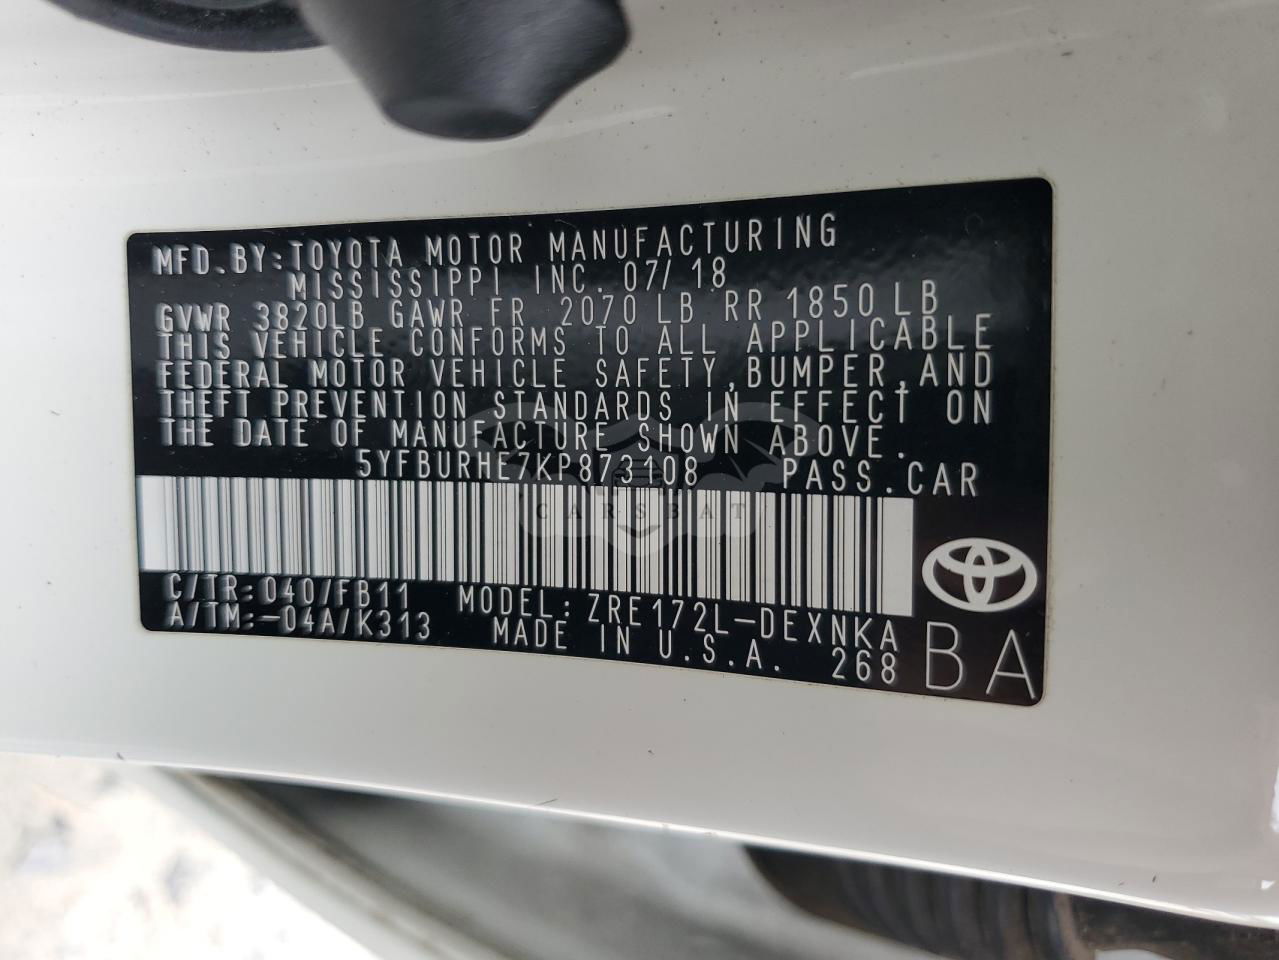 MFD.BY:TOYOTA MOTOR MANUFACTURING
MISSISSIPPI INC. 07/18
GVWR 3820LB GAWR FR 2070 LB RR 1850LB
THIS VEHICLE CONFORMS TO ALL APPLICABLE
FEDERAL MOTOR VEHICLE SAFETY,BUMPER,AND
THEFT PREVENTION STANDARDS IN EFFECT ON
THE DATE OF MANUFACTURE SHOWN ABOVE.
5YFBURHE7KP873108 PASS.CAR
CARSBAT
C/TR:040/FB11 MODEL:ZRE172L-DEXNKA
A/TM:-04A/K313 MADE IN U.S.A. 268
BA